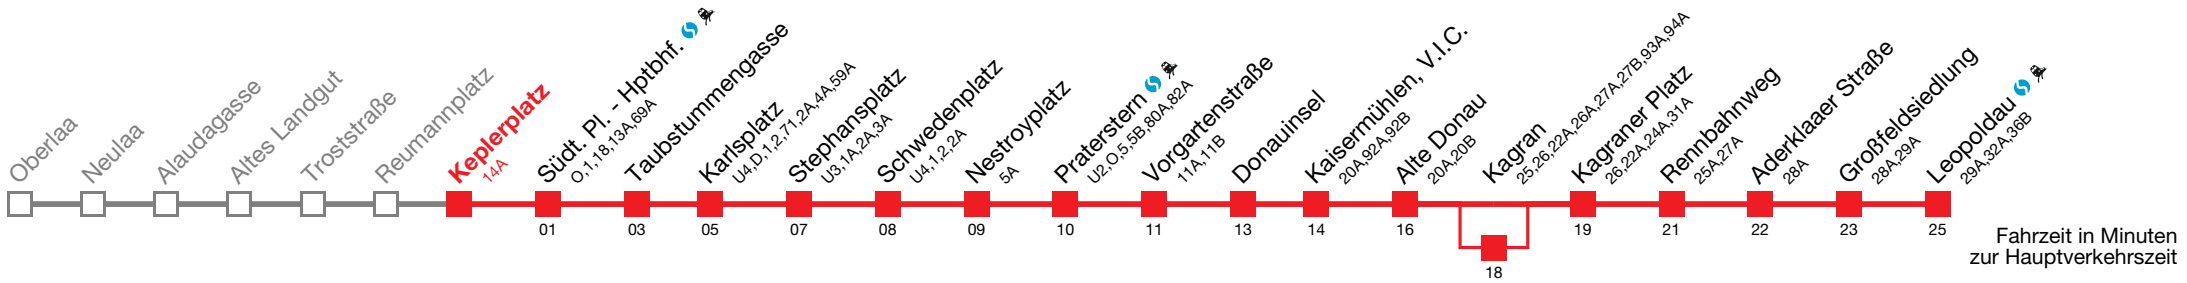 Oberlaa
Neulaa
Alaudagasse
Altes Landgut
Troststraße
Reumannplatz
Keplerplatz
14A
Südt. Pl. - Hptbhf.
O,1,18,13A,69A
01
Taubstummengasse
03
Karlsplatz
U4,D,1,2,71,2A,4A,59A
05
Stephansplatz
U3,1A,2A,3A
07
Schwedenplatz
U4,1,2,2A
08
Nestroyplatz
5A
09
Praterstern
U2,O,5,5B,80A,82A
10
Vorgartenstraße
11A,11B
11
Donauinsel
13
Kaisermühlen, V.I.C.
20A,92A,92B
14
Alte Donau
20A,20B
16
Kagran
25,26,22A,26A,27A,27B,93A,94A
18
Kagraner Platz
26,22A,24A,31A
19
Rennbahnweg
25A,27A
21
Aderklaaer Straße
28A
22
Großfeldsiedlung
28A,29A
23
Leopoldau
29A,32A,36B
25
Fahrzeit in Minuten
zur Hauptverkehrszeit